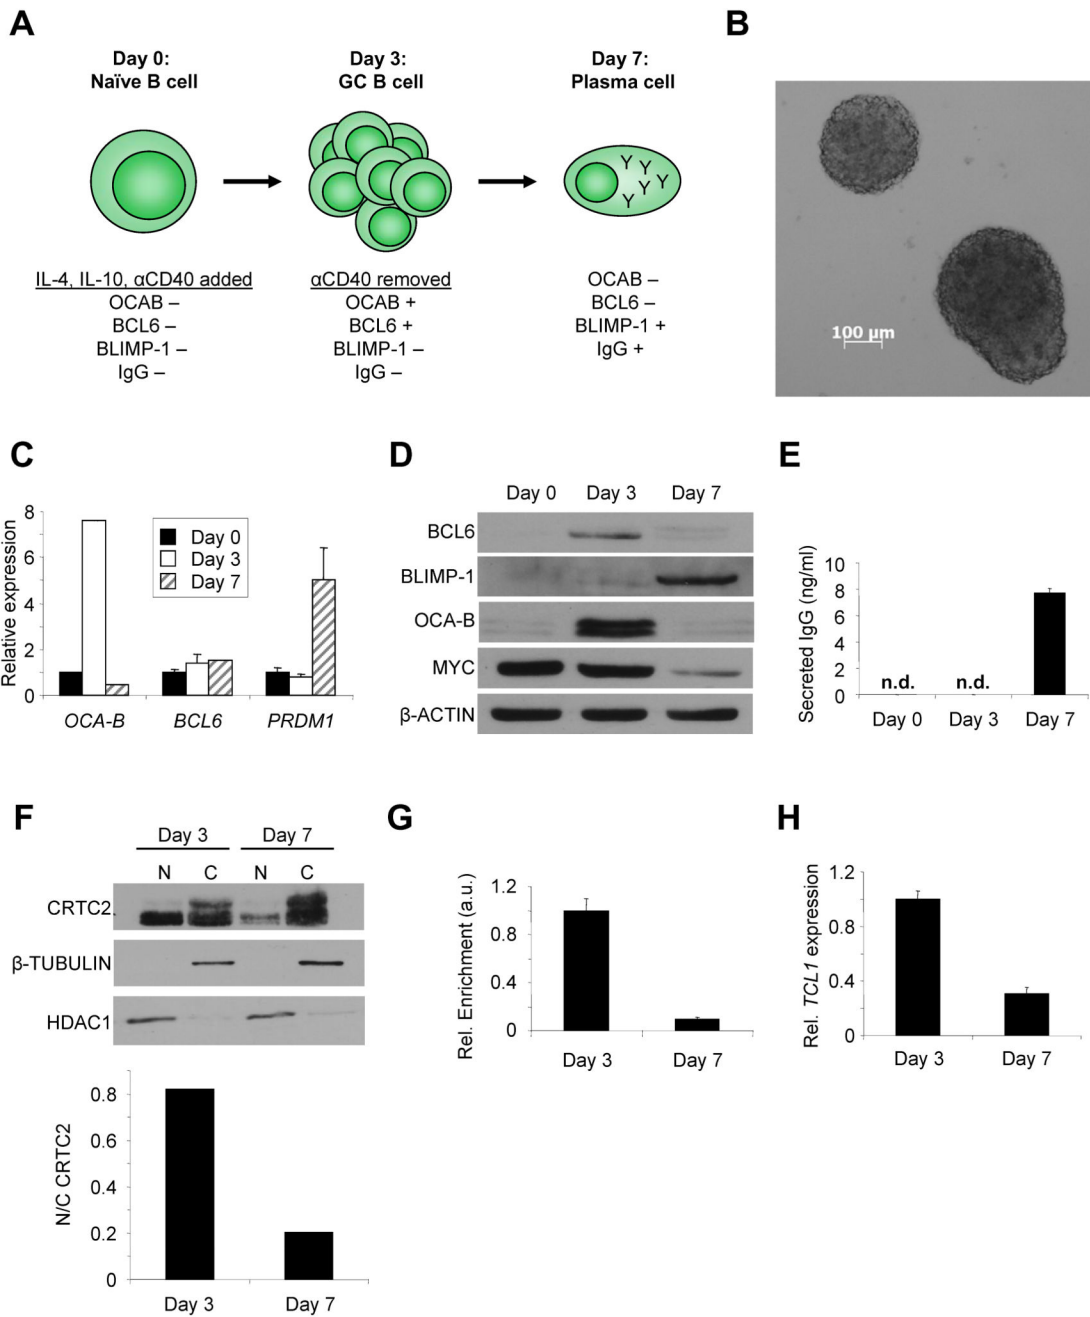 A
Day 0:
Naïve B cell
Day 3:
GC B cell
Day 7:
Plasma cell
Y Y
Y Y
Y
IL-4, IL-10, αCD40 added
OCAB –
BCL6 –
BLIMP-1 –
IgG –
αCD40 removed
OCAB +
BCL6 +
BLIMP-1 –
IgG –
OCAB –
BCL6 –
BLIMP-1 +
IgG +
B
100 µm
C
Relative expression
8
6
4
2
0
Day 0
Day 3
Day 7
OCA-B
BCL6
PRDM1
D
Day 0 Day 3 Day 7
BCL6
BLIMP-1
OCA-B
MYC
β-ACTIN
E
Secreted IgG (ng/ml)
10
8
6
4
2
0
n.d.
n.d.
Day 0 Day 3 Day 7
F
Day 3 Day 7
N C N C
CRTC2
β-TUBULIN
HDAC1
N/C CRTC2
0.8
0.6
0.4
0.2
0
Day 3 Day 7
G
Rel. Enrichment (a.u.)
1.2
0.8
0.4
0
Day 3 Day 7
H
Rel. TCL1 expression
1.2
0.8
0.4
0
Day 3 Day 7